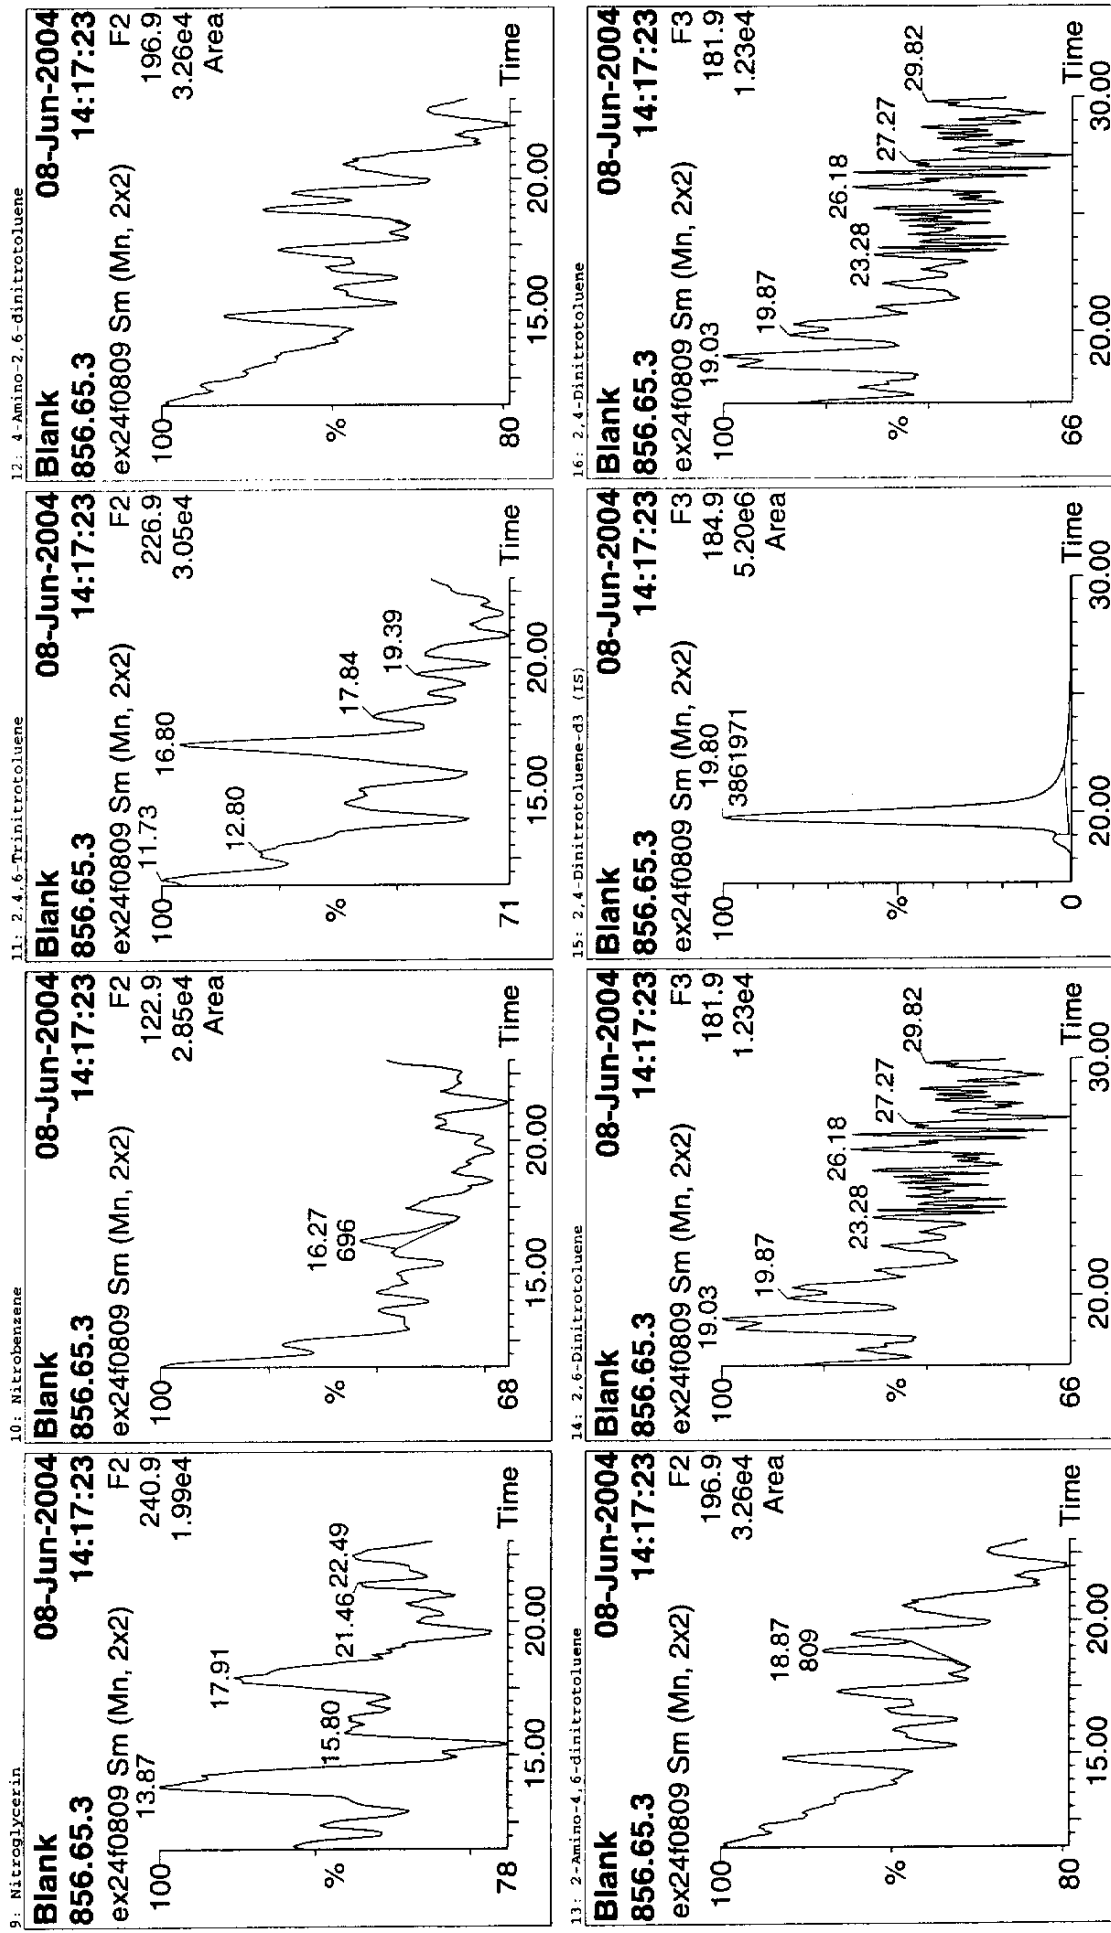 9: Nitroglycerin
Blank 08-Jun-2004
856.65.3 14:17:23
ex24f0809 Sm (Mn, 2x2) F2
240.9
1.99e4
100
13.87
17.91
15.80
21.46
22.49
%
78
15.00
20.00
Time
10: Nitrobenzene
Blank 08-Jun-2004
856.65.3 14:17:23
ex24f0809 Sm (Mn, 2x2) F2
122.9
2.85e4
Area
100
16.27
696
%
68
15.00
20.00
Time
11: 2,4,6-Trinitrotoluene
Blank 08-Jun-2004
856.65.3 14:17:23
ex24f0809 Sm (Mn, 2x2) F2
226.9
3.05e4
100
11.73
12.80
16.80
17.84
19.39
%
71
15.00
20.00
Time
12: 4-Amino-2,6-dinitrotoluene
Blank 08-Jun-2004
856.65.3 14:17:23
ex24f0809 Sm (Mn, 2x2) F2
196.9
3.26e4
Area
100
%
80
15.00
20.00
Time
13: 2-Amino-4,6-dinitrotoluene
Blank 08-Jun-2004
856.65.3 14:17:23
ex24f0809 Sm (Mn, 2x2) F2
196.9
3.26e4
Area
100
18.87
809
%
80
15.00
20.00
Time
14: 2,6-Dinitrotoluene
Blank 08-Jun-2004
856.65.3 14:17:23
ex24f0809 Sm (Mn, 2x2) F3
181.9
1.23e4
100
19.03
19.87
23.28
26.18
27.27
29.82
%
66
20.00
30.00
Time
15: 2,4-Dinitrotoluene-d3 (IS)
Blank 08-Jun-2004
856.65.3 14:17:23
ex24f0809 Sm (Mn, 2x2) F3
184.9
5.20e6
Area
100
19.80
3861971
%
0
20.00
30.00
Time
16: 2,4-Dinitrotoluene
Blank 08-Jun-2004
856.65.3 14:17:23
ex24f0809 Sm (Mn, 2x2) F3
181.9
1.23e4
100
19.03
19.87
23.28
26.18
27.27
29.82
%
66
20.00
30.00
Time